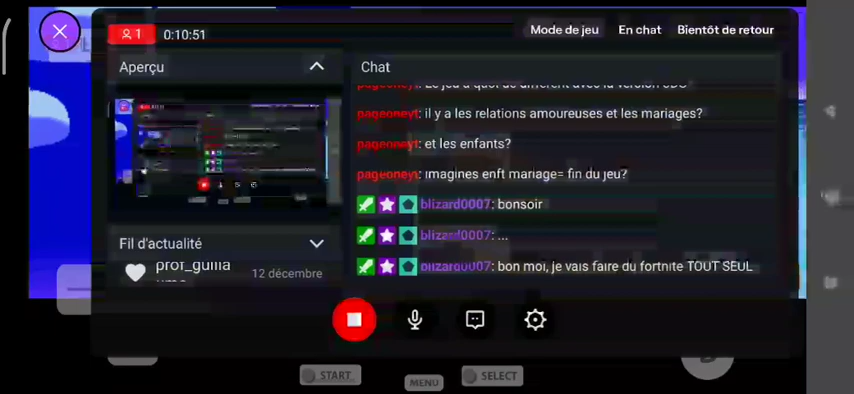 1 0:10:51 Mode de jeu En chat Bientôt de retour
Aperçu
Chat
pageoneyt: il y a les relations amoureuses et les mariages?
pageoneyt: et les enfants?
pageoneyt: imagines enft mariage= fin du jeu?
blizard0007: bonsoir
blizard0007: ...
blizard0007: bon moi, je vais faire du fortnite TOUT SEUL
Fil d'actualité
12 décembre
START
MENU
SELECT